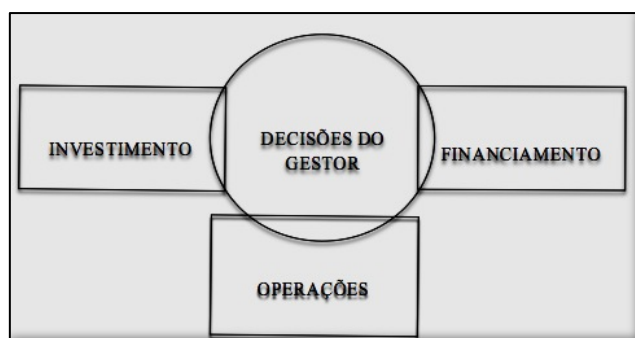 INVESTIMENTO
DECISÕES DO
GESTOR
FINANCIAMENTO
OPERAÇÕES